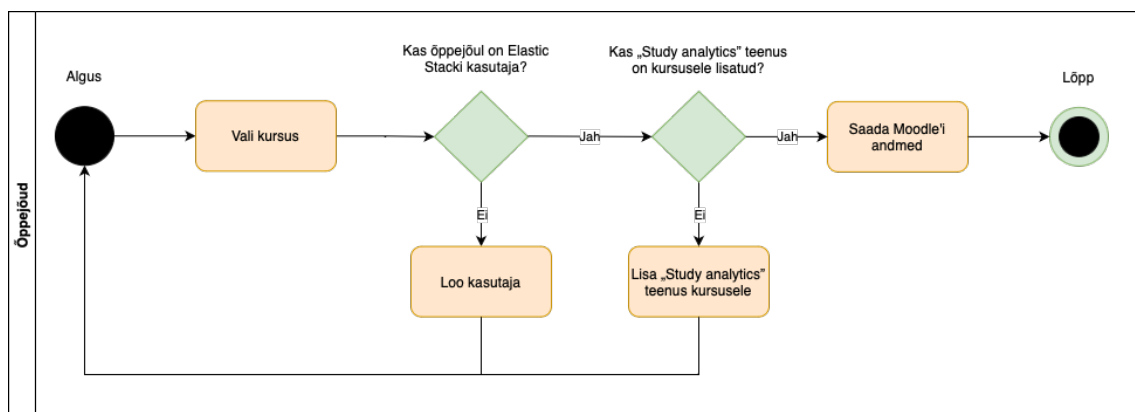 Õppejõud
Algus
Vali kursus
Kas õppejõul on Elastic
Stacki kasutaja?
Jah
Ei
Loo kasutaja
Kas „Study analytics” teenus
on kursusele lisatud?
Jah
Ei
Lisa „Study analytics”
teenus kursusele
Saada Moodle'i
andmed
Lõpp